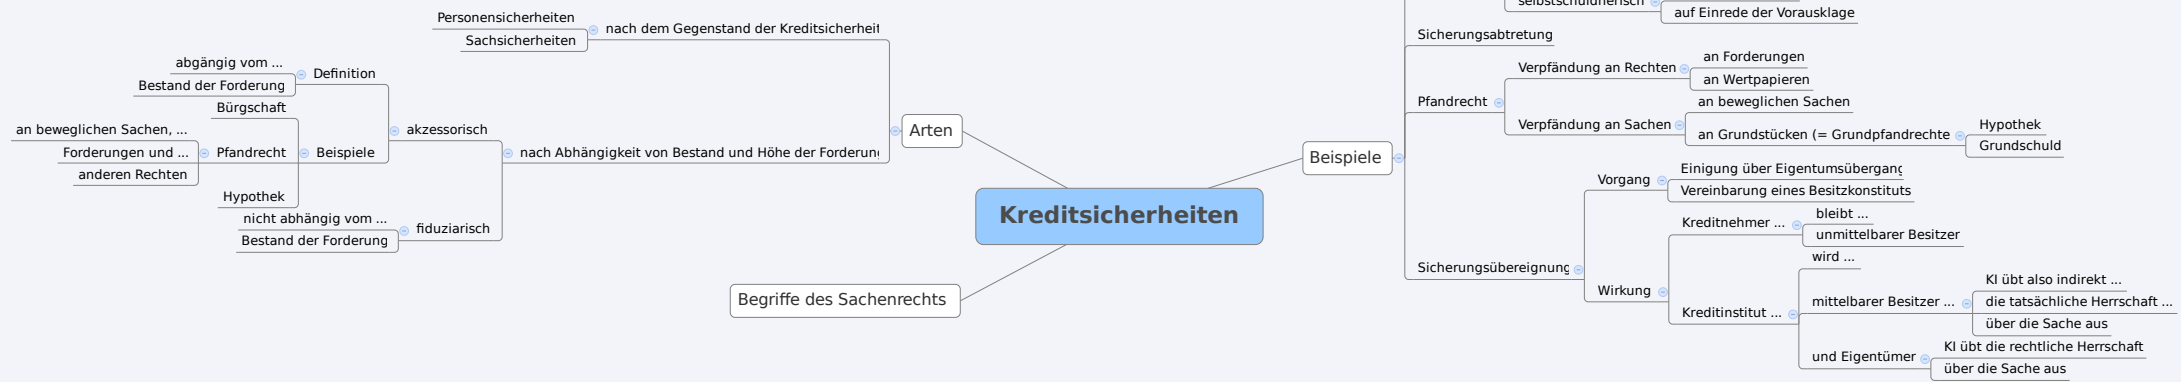 Kreditsicherheiten
Arten
nach dem Gegenstand der Kreditsicherheit
Personensicherheiten
Sachsicherheiten
nach Abhängigkeit von Bestand und Höhe der Forderung
akzessorisch
Definition
abgängig vom ...
Bestand der Forderung
Beispiele
Bürgschaft
Pfandrecht
an beweglichen Sachen, ...
Forderungen und ...
anderen Rechten
Hypothek
fiduziarisch
nicht abhängig vom ...
Bestand der Forderung
Begriffe des Sachenrechts
Beispiele
selbstschuldnerisch
auf Einrede der Vorausklage
Sicherungsabtretung
Pfandrecht
Verpfändung an Rechten
an Forderungen
an Wertpapieren
Verpfändung an Sachen
an beweglichen Sachen
an Grundstücken (= Grundpfandrechte
Hypothek
Grundschuld
Sicherungsübereignung
Vorgang
Einigung über Eigentumsübergang
Vereinbarung eines Besitzkonstituts
Wirkung
Kreditnehmer ...
bleibt ...
unmittelbarer Besitzer
Kreditinstitut ...
wird ...
mittelbarer Besitzer ...
KI übt also indirekt ...
die tatsächliche Herrschaft ...
über die Sache aus
und Eigentümer
KI übt die rechtliche Herrschaft
über die Sache aus